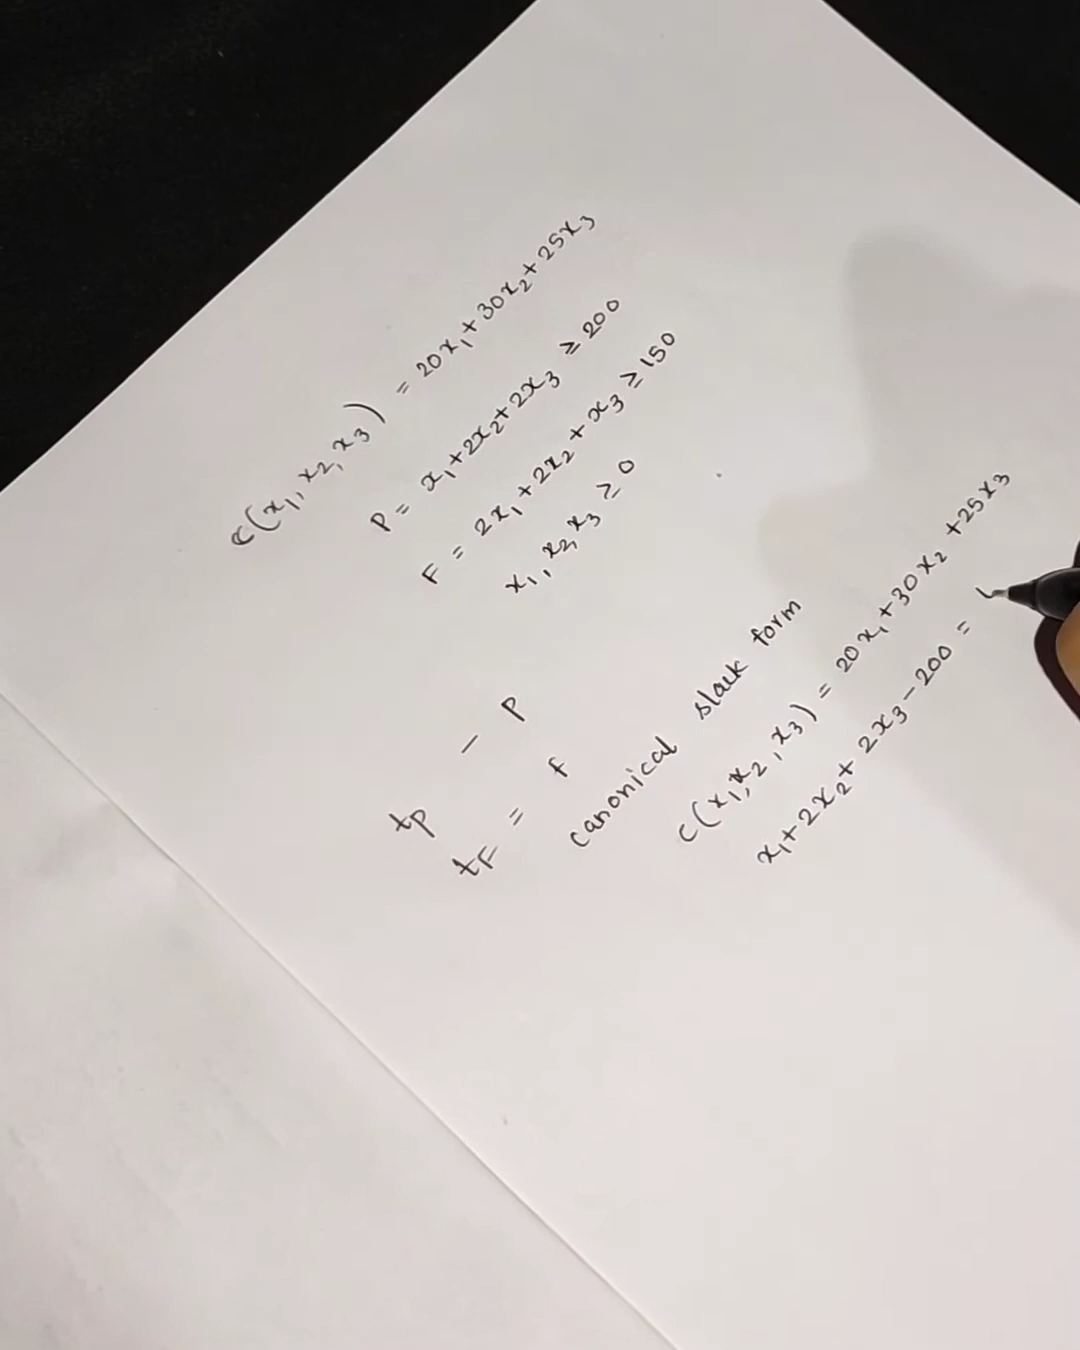 C(x₁, x₂, x₃) = 20x₁ + 30x₂ + 25x₃
P = x₁ + 2x₂ + 2x₃ ≥ 200
F = 2x₁ + 2x₂ + x₃ ≥ 150
x₁, x₂, x₃ ≥ 0
tp – P
tF = F
canonical slack form
C(x₁, x₂, x₃) = 20x₁ + 30x₂ + 25x₃
x₁ + 2x₂ + 2x₃ – 200 =